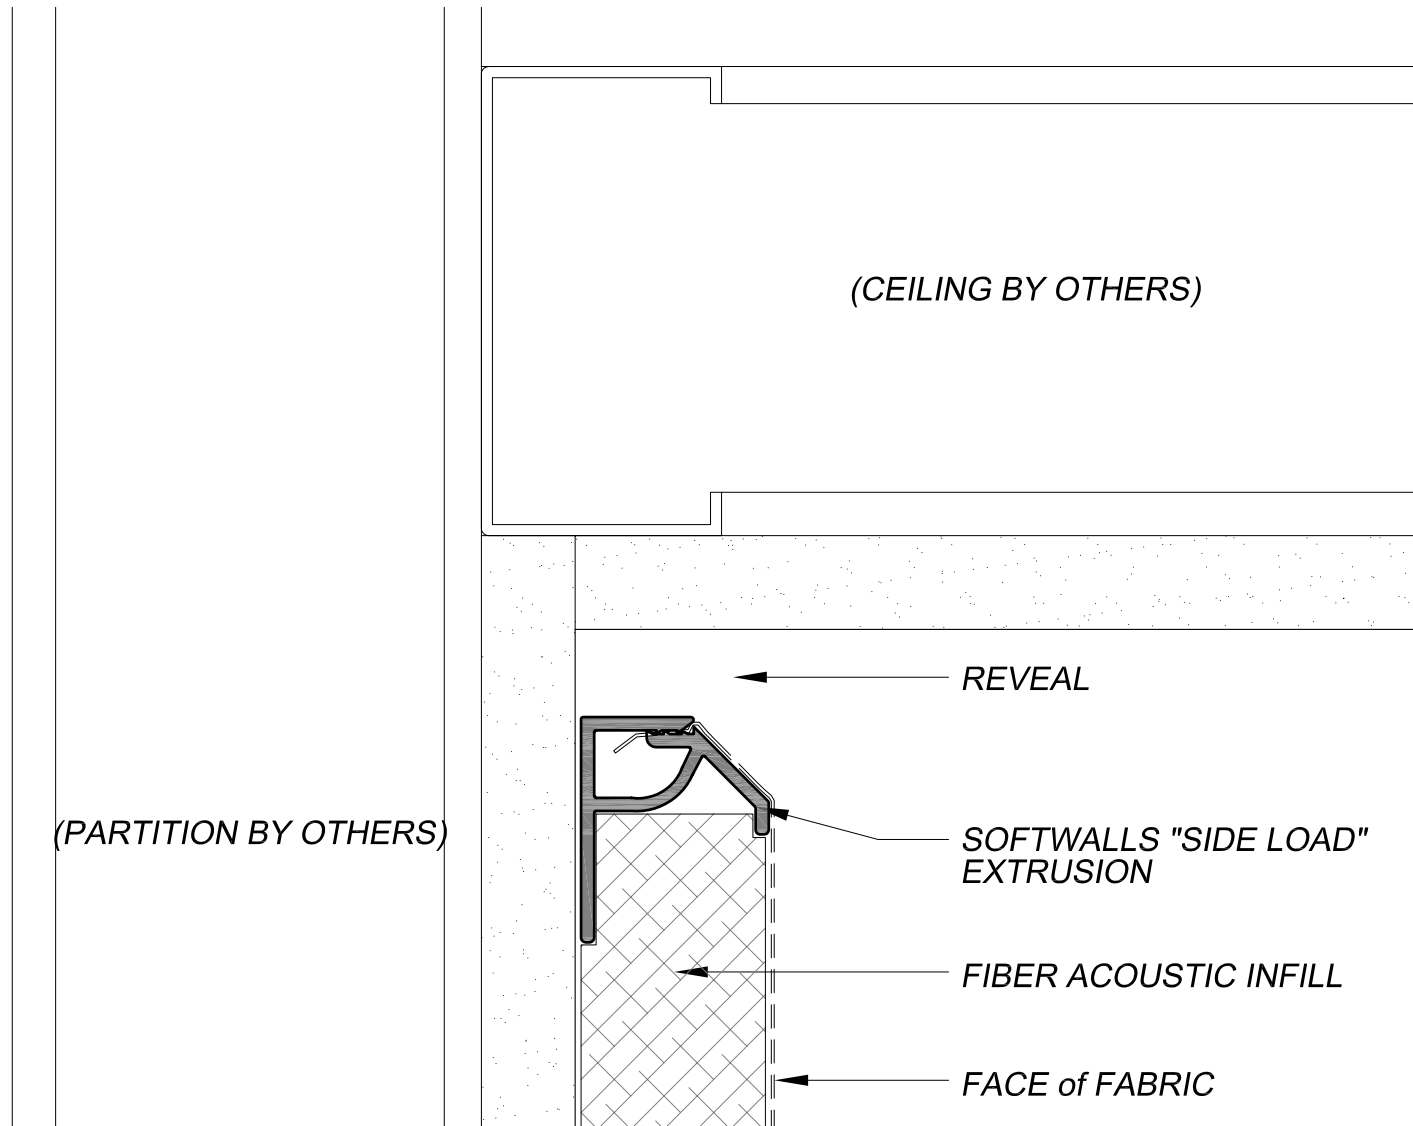 (CEILING BY OTHERS)
REVEAL
(PARTITION BY OTHERS)
SOFTWALLS "SIDE LOAD"
EXTRUSION
FIBER ACOUSTIC INFILL
FACE of FABRIC